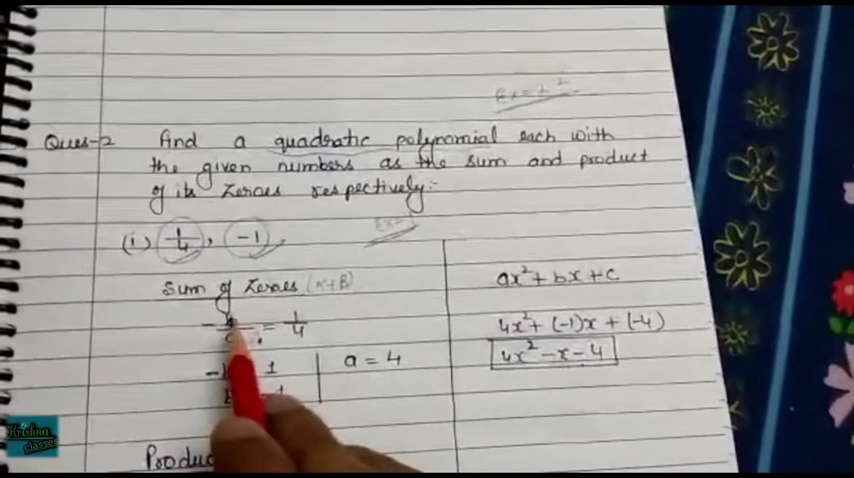 Ques-2 find a quadratic polynomial each with
the given numbers as the sum and product
of its zeroes respectively:-
(i) 1/4, -1
Sum of zeroes (α+β)
= 1/4
1
a = 4
Produc
ax² + bx + c
4x² + (-1)x + (-4)
4x² - x - 4
Krishna
classes